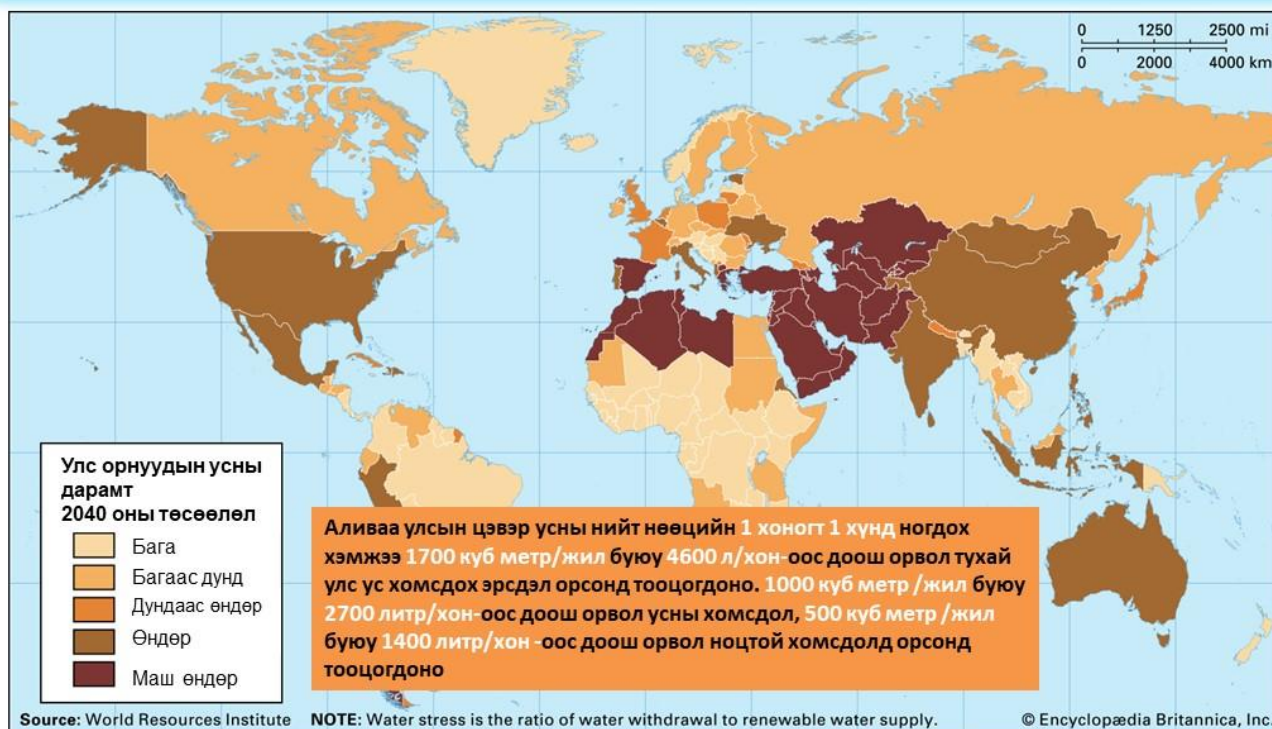 0 1250 2500 mi
0 2000 4000 km
Улс орнуудын усны
дарамт
2040 оны төсөөлөл
Бага
Багаас дунд
Дундаас өндөр
Өндөр
Маш өндөр
Аливаа улсын цэвэр усны нийт нөөцийн 1 хоногт 1 хүнд ногдох
хэмжээ 1700 куб метр/жил буюу 4600 л/хон-оос доош орвол тухай
улс ус хомсдох эрсдэл орсонд тооцогдоно. 1000 куб метр /жил буюу
2700 литр/хон-оос доош орвол усны хомсдол, 500 куб метр /жил
буюу 1400 литр/хон -оос доош орвол ноцтой хомсдолд орсонд
тооцогдоно
Source: World Resources Institute NOTE: Water stress is the ratio of water withdrawal to renewable water supply. © Encyclopædia Britannica, Inc.